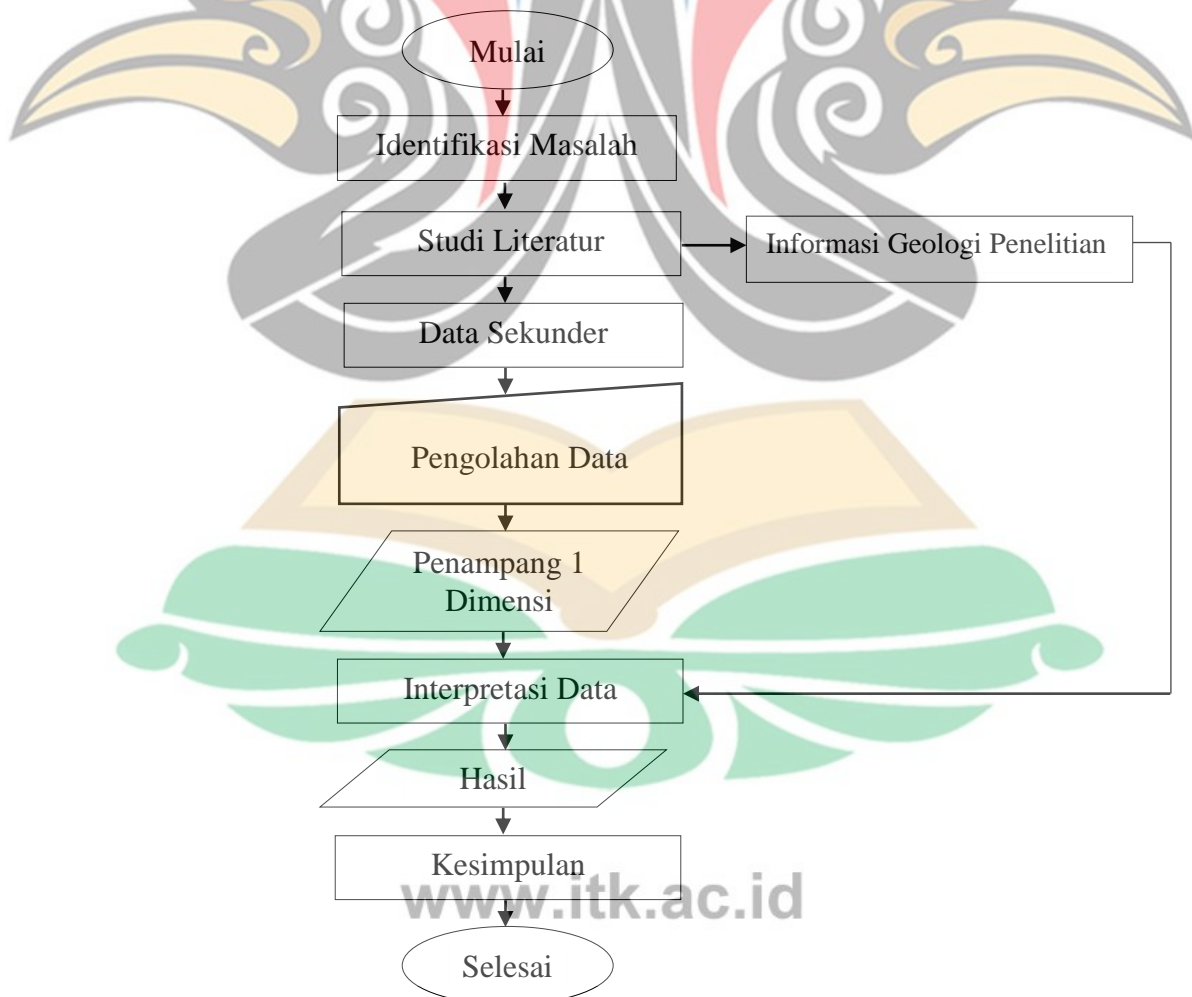 Mulai
Identifikasi Masalah
Studi Literatur
Informasi Geologi Penelitian
Data Sekunder
Pengolahan Data
Penampang 1
Dimensi
Interpretasi Data
Hasil
Kesimpulan
www.itk.ac.id
Selesai